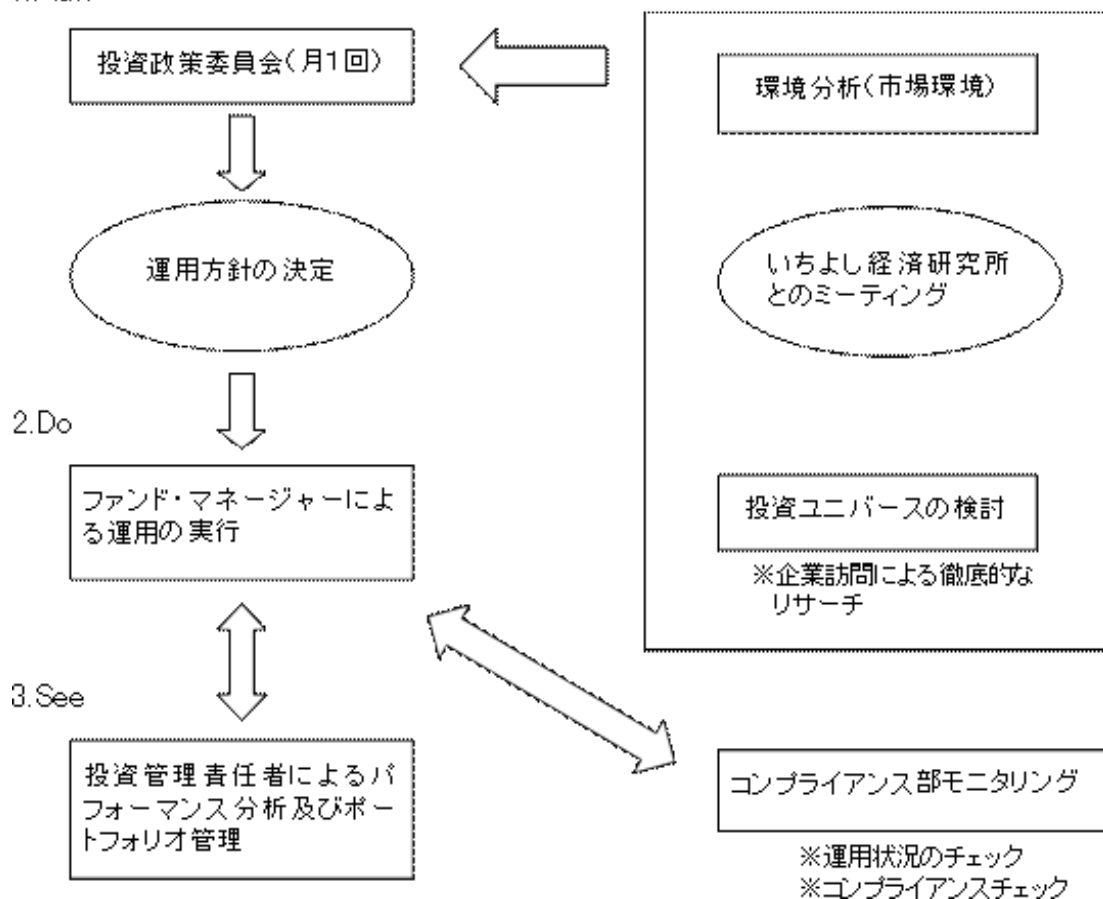 投資政策委員会(月1回)
運用方針の決定
2.Do
ファンド・マネージャーによ
る運用の実行
3.See
投資管理責任者によるパ
フォーマンス分析及びポー
トフォリオ管理
環境分析(市場環境)
いちよし経済研究所
とのミーティング
投資ユニバースの検討
※企業訪問による徹底的な
リサーチ
コンプライアンス部モニタリング
※運用状況のチェック
※コンプライアンスチェック